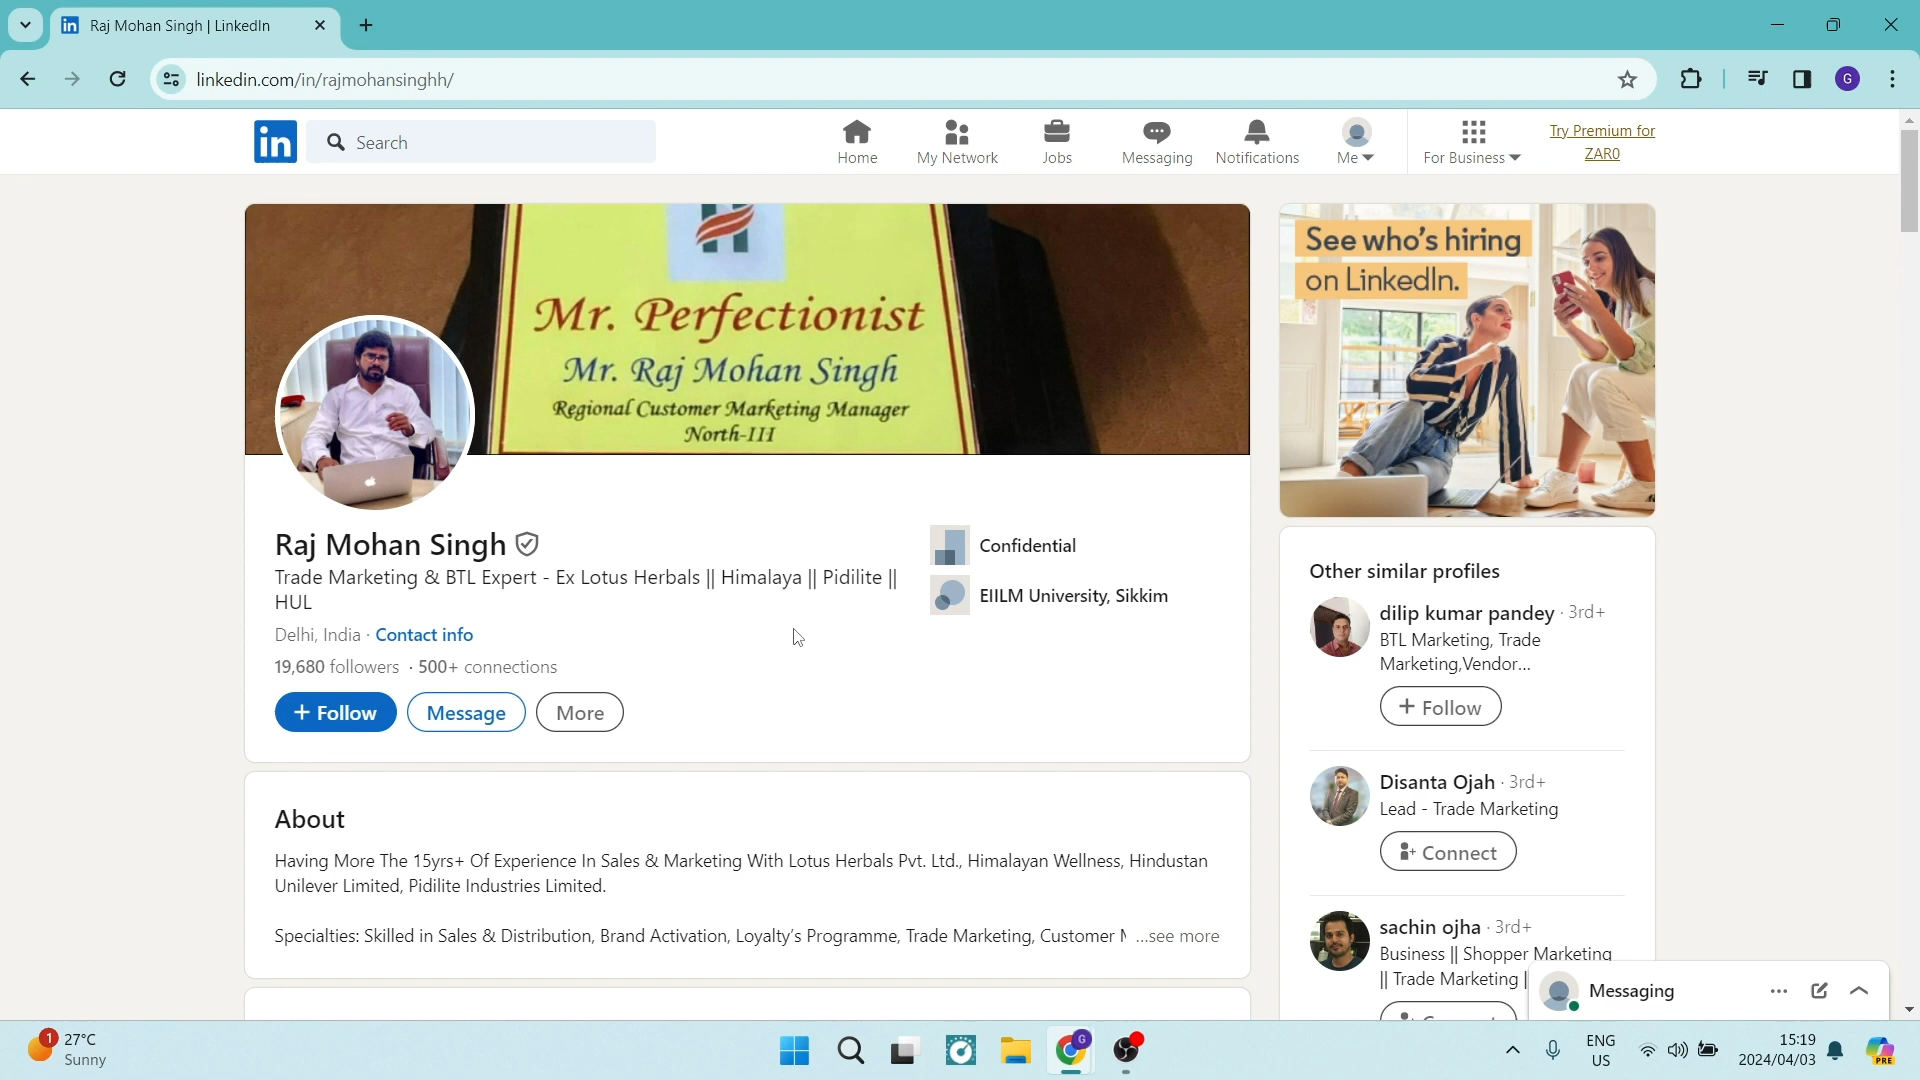 Raj Mohan Singh | LinkedIn
linkedin.com/in/rajmohansinghh/
G
in
Search
Home
My Network
Jobs
Messaging
Notifications
Me
For Business
Try Premium for
ZAR0
Mr. Perfectionist
Mr. Raj Mohan Singh
Regional Customer Marketing Manager
North-III
See who's hiring
on LinkedIn.
Raj Mohan Singh
Trade Marketing & BTL Expert - Ex Lotus Herbals || Himalaya || Pidilite ||
HUL
Delhi, India · Contact info
19,680 followers · 500+ connections
+ Follow
Message
More
Confidential
EIILM University, Sikkim
About
Having More The 15yrs+ Of Experience In Sales & Marketing With Lotus Herbals Pvt. Ltd., Himalayan Wellness, Hindustan
Unilever Limited, Pidilite Industries Limited.
Specialties: Skilled in Sales & Distribution, Brand Activation, Loyalty's Programme, Trade Marketing, Customer …see more
Other similar profiles
dilip kumar pandey · 3rd+
BTL Marketing, Trade
Marketing,Vendor...
+ Follow
Disanta Ojah · 3rd+
Lead - Trade Marketing
Connect
sachin ojha · 3rd+
Business || Shopper Marketing
|| Trade Marketing |
Messaging
1
27°C
Sunny
G
ENG
US
15:19
2024/04/03
PRE